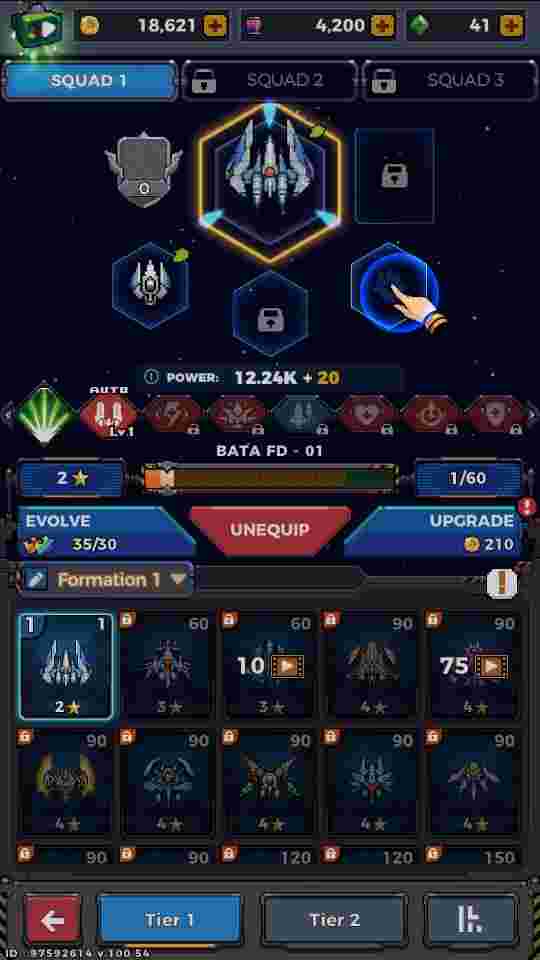 18,621
4,200
41
SQUAD 1
SQUAD 2
SQUAD 3
0
POWER: 12.24K + 20
AUTO
Lv.1
BATA FD - 01
2
1/60
EVOLVE
35/30
UNEQUIP
UPGRADE
210
Formation 1
1 1 60 60 90 90
10 75
2 3 3 4 4
90 90 90 90 90
4 4 4 4 4
90 90 120 120 150
Tier 1
Tier 2
ID : 97592614 v.100.54